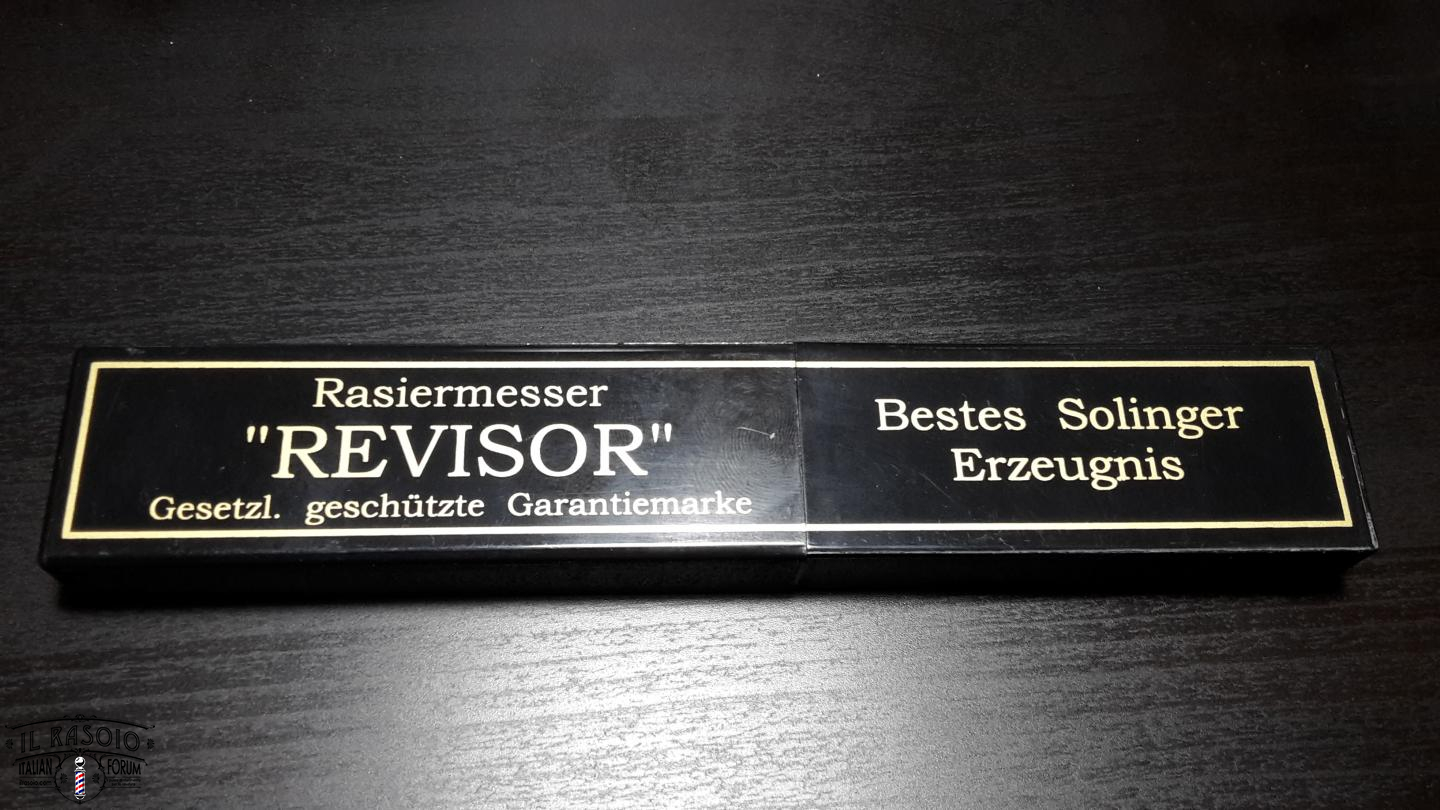 Rasiermesser
"REVISOR"
Gesetzl. geschützte Garantiemarke
Bestes Solinger
Erzeugnis
IL RASOIO
ITALIAN FORUM